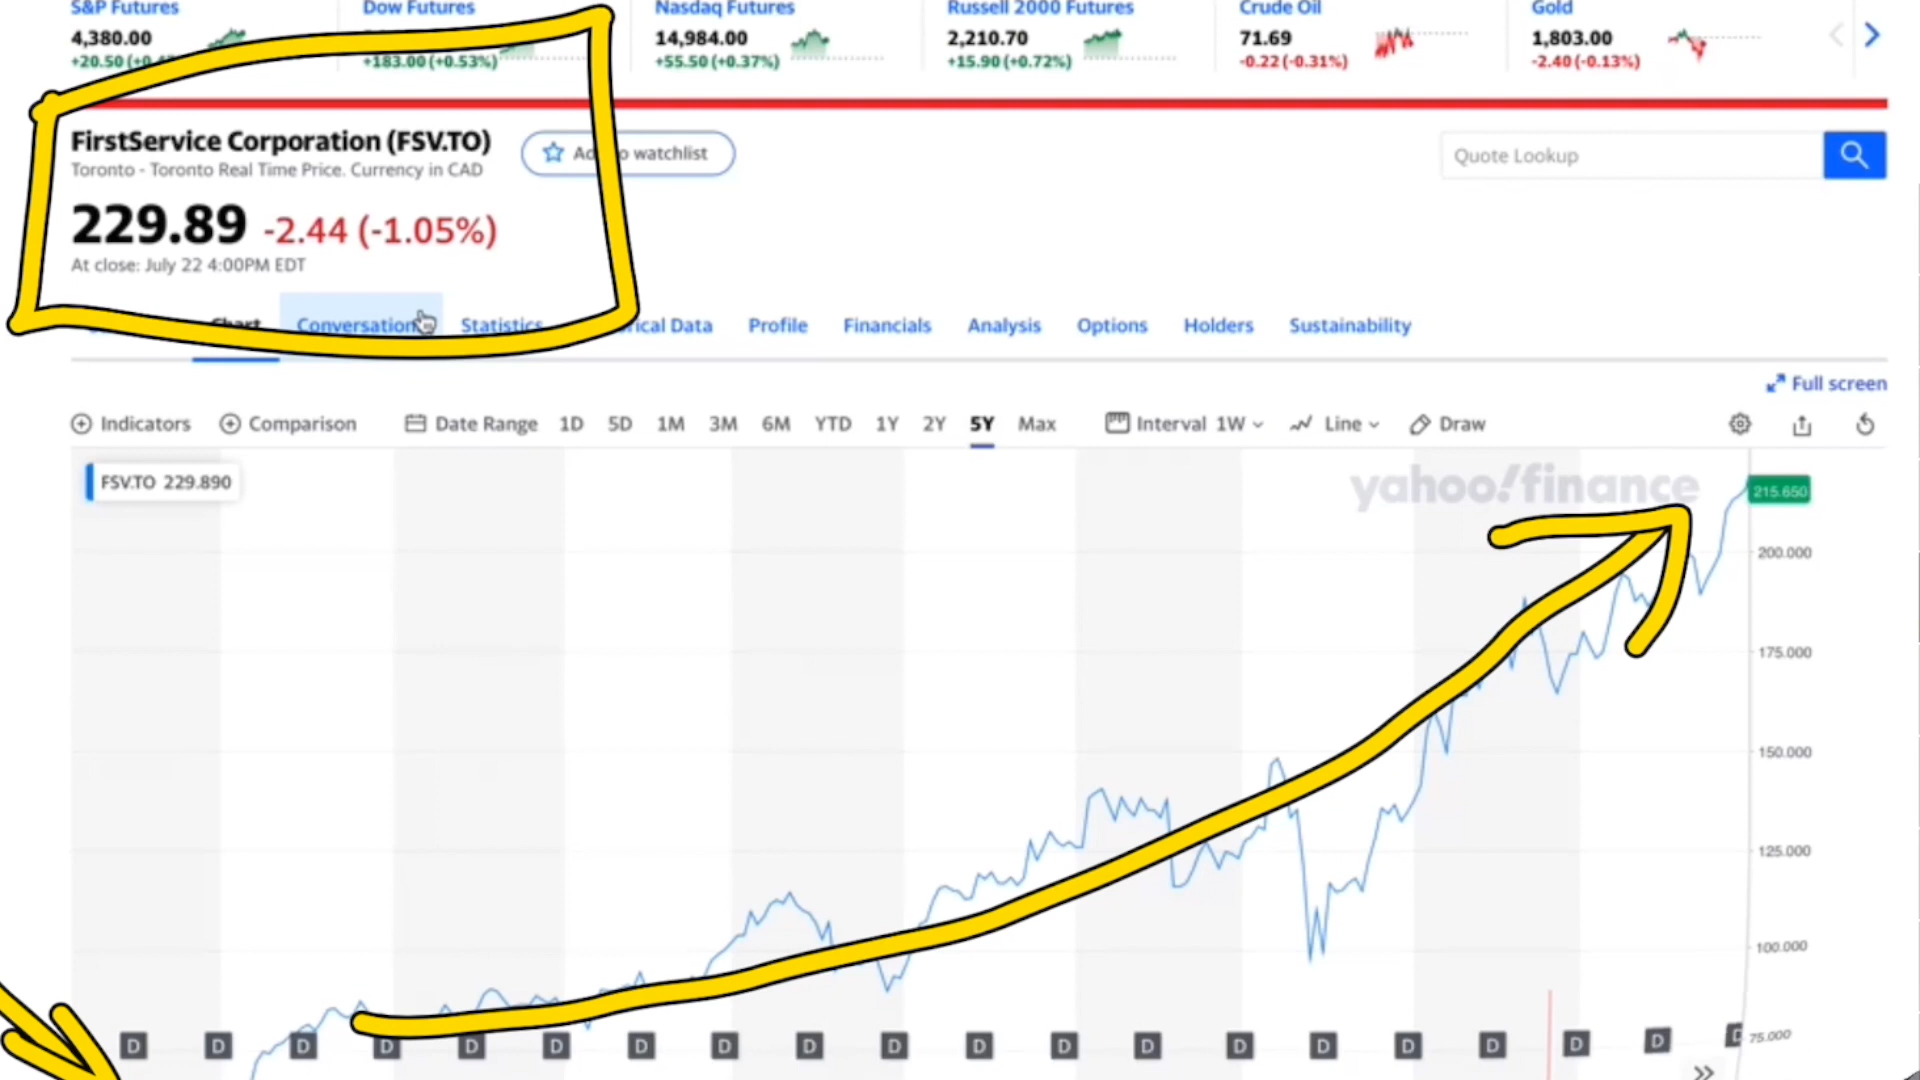 S&P Futures Dow Futures Nasdaq Futures Russell 2000 Futures Crude Oil Gold
4,380.00 14,984.00 2,210.70 71.69 1,803.00
+20.50 +183.00 (+0.53%) +55.50 (+0.37%) +15.90 (+0.72%) -0.22 (-0.31%) -2.40 (-0.13%)
FirstService Corporation (FSV.TO)
Toronto - Toronto Real Time Price. Currency in CAD
watchlist
Quote Lookup
229.89 -2.44 (-1.05%)
At close: July 22 4:00PM EDT
Chart Conversation Statistics Data Profile Financials Analysis Options Holders Sustainability
Full screen
Indicators Comparison Date Range 1D 5D 1M 3M 6M YTD 1Y 2Y 5Y Max Interval 1W Line Draw
FSV.TO 229.890
yahoo!finance
215.650
200.000
175.000
150.000
125.000
100.000
D D D D D D D D D D D D D D D D D D D D
75.000